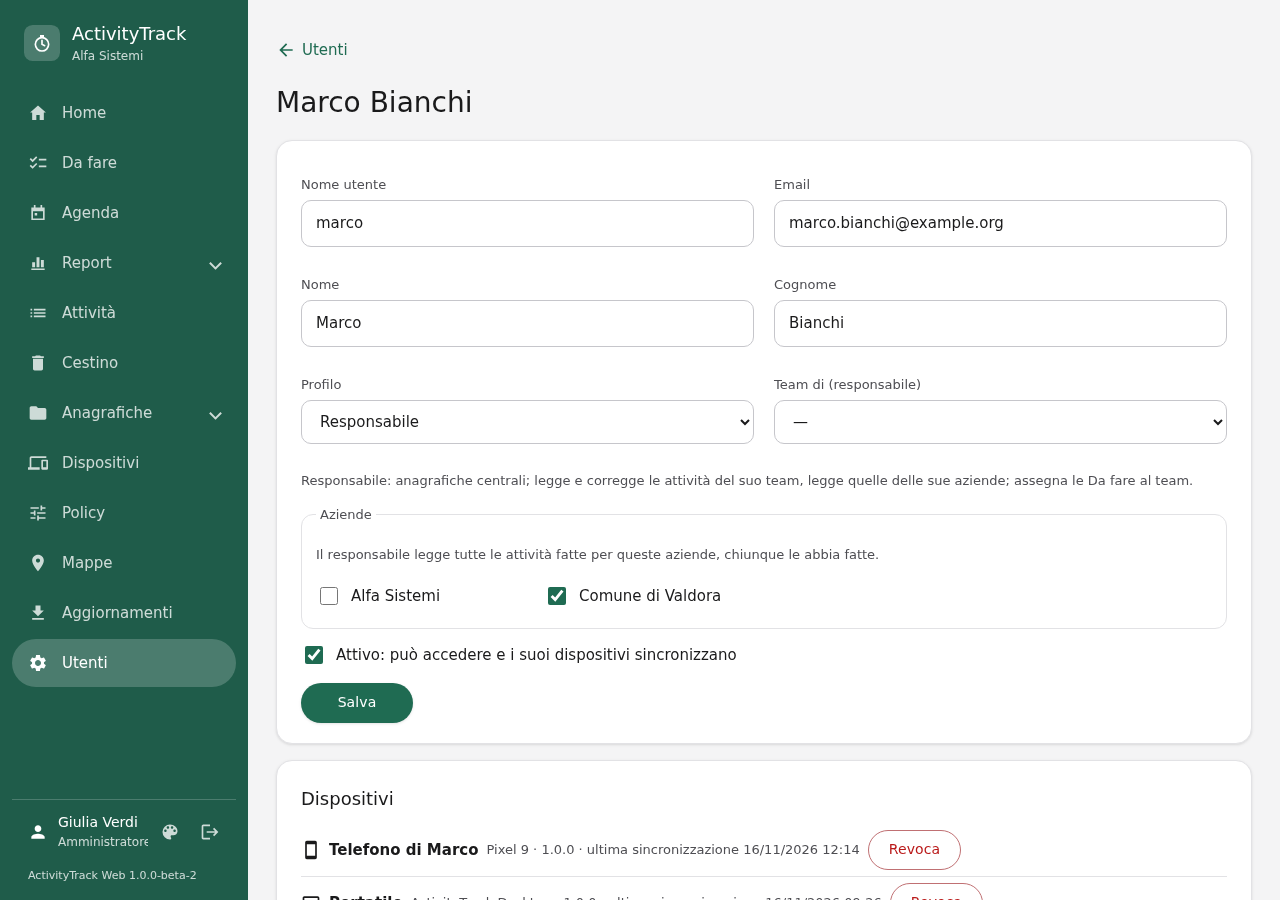 ActivityTrack
Alfa Sistemi
Home
Da fare
Agenda
Report
Attività
Cestino
Anagrafiche
Dispositivi
Policy
Mappe
Aggiornamenti
Utenti
Giulia Verdi
Amministratore
ActivityTrack Web 1.0.0-beta-2
Utenti
Marco Bianchi
Nome utente
Email
marco
marco.bianchi@example.org
Nome
Cognome
Marco
Bianchi
Profilo
Team di (responsabile)
Responsabile
—
Responsabile: anagrafiche centrali; legge e corregge le attività del suo team, legge quelle delle sue aziende; assegna le Da fare al team.
Aziende
Il responsabile legge tutte le attività fatte per queste aziende, chiunque le abbia fatte.
Alfa Sistemi
Comune di Valdora
Attivo: può accedere e i suoi dispositivi sincronizzano
Salva
Dispositivi
Telefono di Marco Pixel 9 · 1.0.0 · ultima sincronizzazione 16/11/2026 12:14 Revoca